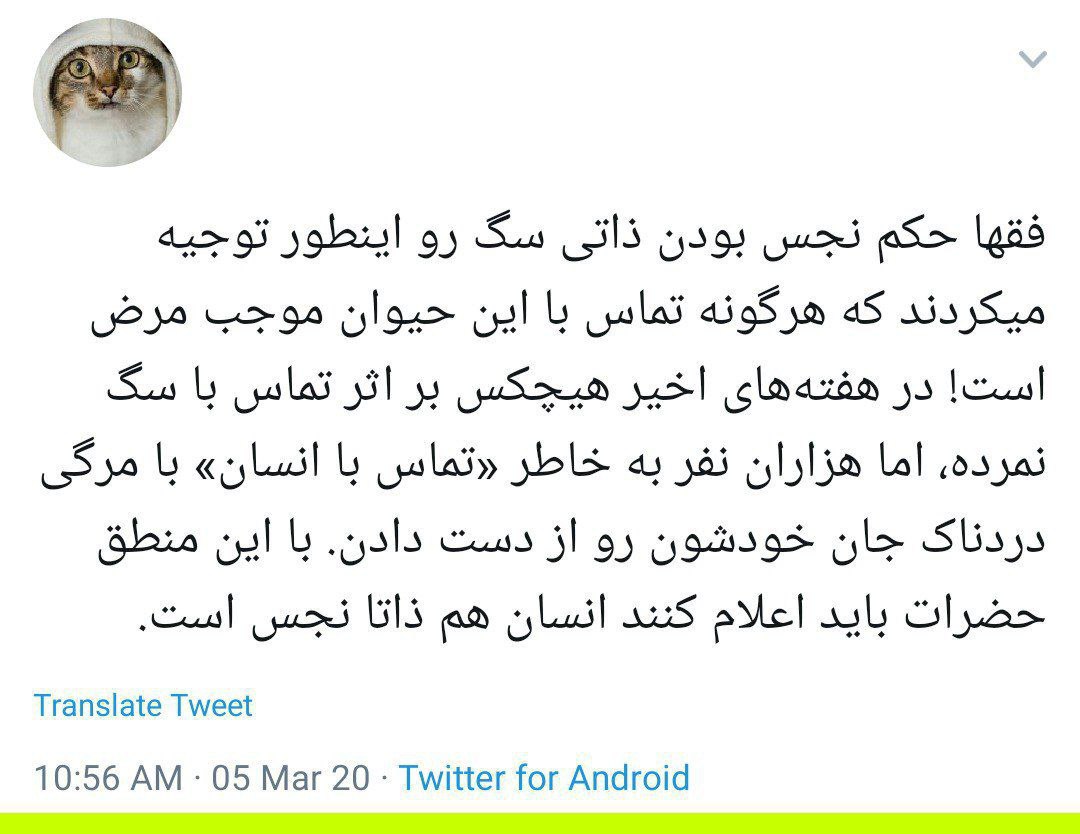 فقها حکم نجس بودن ذاتی سگ رو اینطور توجیه
میکردند که هرگونه تماس با این حیوان موجب مرض
است! در هفته‌های اخیر هیچکس بر اثر تماس با سگ
نمرده، اما هزاران نفر به خاطر «تماس با انسان» با مرگی
دردناک جان خودشون رو از دست دادن. با این منطق
حضرات باید اعلام کنند انسان هم ذاتا نجس است.
Translate Tweet
10:56 AM · 05 Mar 20 · Twitter for Android